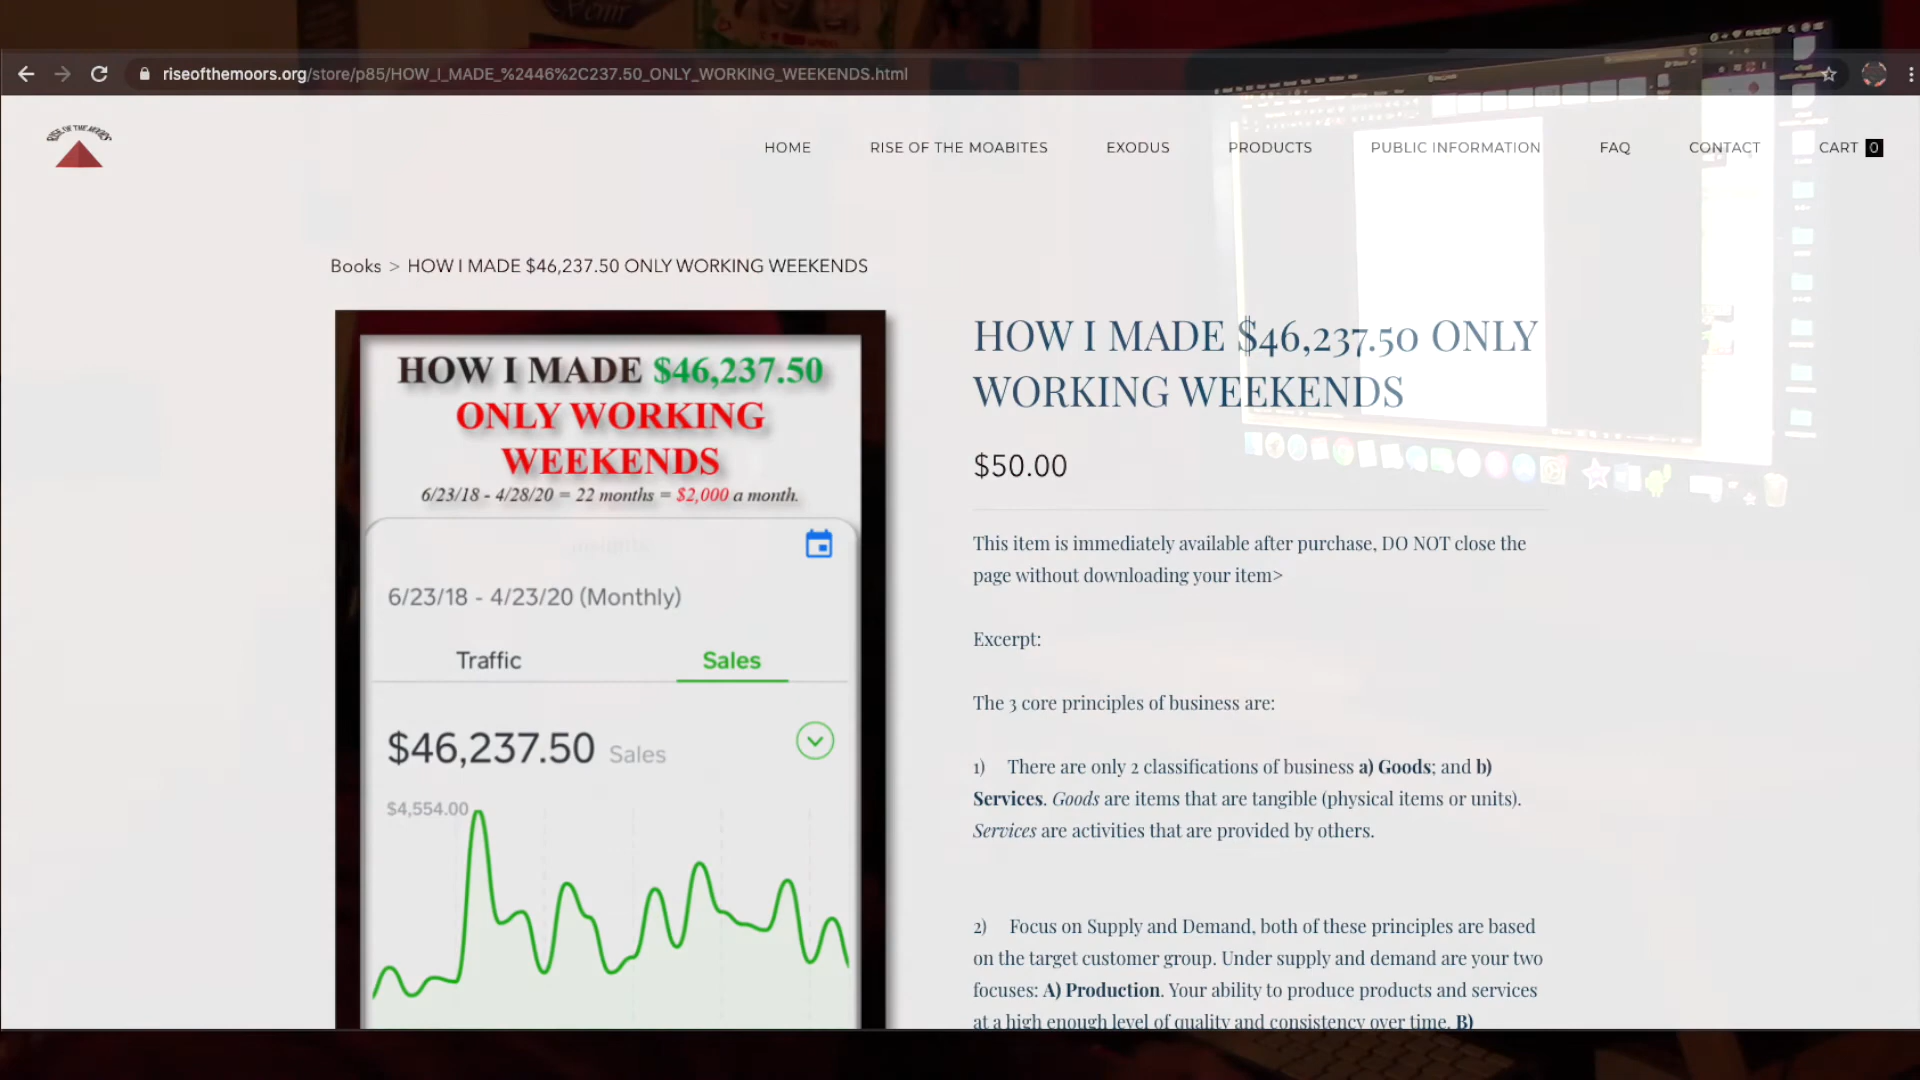 riseofthemoors.org/store/p85/HOW_I_MADE_%2446%2C237.50_ONLY_WORKING_WEEKENDS.html
RISE OF THE MOORS
HOME RISE OF THE MOABITES EXODUS PRODUCTS PUBLIC INFORMATION FAQ CONTACT CART 0
Books > HOW I MADE $46,237.50 ONLY WORKING WEEKENDS
HOW I MADE $46,237.50
ONLY WORKING
WEEKENDS
6/23/18 - 4/28/20 = 22 months = $2,000 a month.
6/23/18 - 4/23/20 (Monthly)
Traffic Sales
$46,237.50 Sales
$4,554.00
HOW I MADE $46,237.50 ONLY
WORKING WEEKENDS
$50.00
This item is immediately available after purchase, DO NOT close the
page without downloading your item>
Excerpt:
The 3 core principles of business are:
1) There are only 2 classifications of business a) Goods; and b)
Services. Goods are items that are tangible (physical items or units).
Services are activities that are provided by others.
2) Focus on Supply and Demand, both of these principles are based
on the target customer group. Under supply and demand are your two
focuses: A) Production. Your ability to produce products and services
at a high enough level of quality and consistency over time. B)